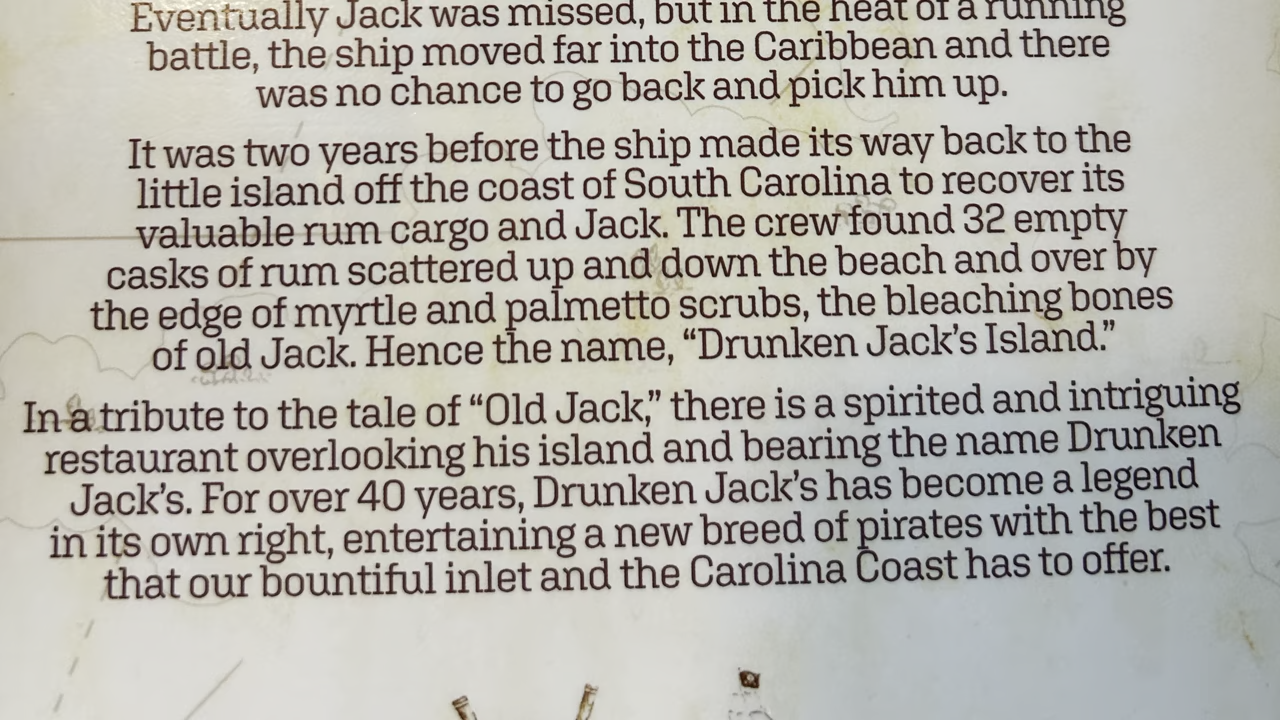 Eventually Jack was missed, but in the heat of a running
battle, the ship moved far into the Caribbean and there
was no chance to go back and pick him up.
It was two years before the ship made its way back to the
little island off the coast of South Carolina to recover its
valuable rum cargo and Jack. The crew found 32 empty
casks of rum scattered up and down the beach and over by
the edge of myrtle and palmetto scrubs, the bleaching bones
of old Jack. Hence the name, “Drunken Jack’s Island.”
In a tribute to the tale of “Old Jack,” there is a spirited and intriguing
restaurant overlooking his island and bearing the name Drunken
Jack’s. For over 40 years, Drunken Jack’s has become a legend
in its own right, entertaining a new breed of pirates with the best
that our bountiful inlet and the Carolina Coast has to offer.